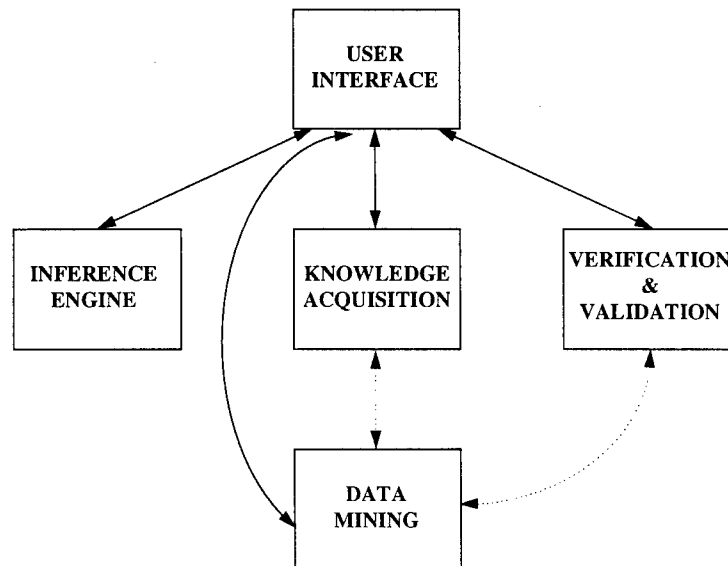 USER
INTERFACE
INFERENCE
ENGINE
KNOWLEDGE
ACQUISITION
VERIFICATION
&
VALIDATION
DATA
MINING